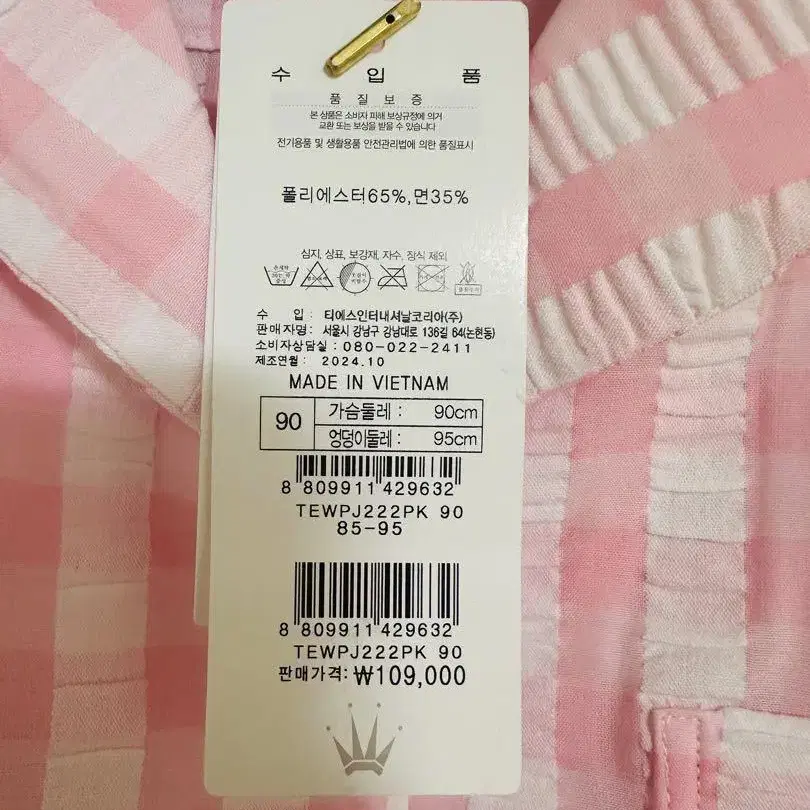 수 입 품
품 질 보 증
본 상품은 소비자 피해 보상규정에 의거
교환 또는 보상을 받을 수 있습니다
전기용품 및 생활용품 안전관리법에 의한 품질표시
폴리에스터65%,면35%
심지, 상표, 보강재, 자수, 장식 제외
수 입 : 티에스인터내셔날코리아(주)
판매자명: 서울시 강남구 강남대로 136길 64(논현동)
소비자상담실: 080-022-2411
제조연월: 2024.10
MADE IN VIETNAM
90 가슴둘레 : 90cm
엉덩이둘레 : 95cm
8 809911 429632
TEWPJ222PK 90
85-95
8 809911 429632
TEWPJ222PK 90
판매가격: ₩109,000